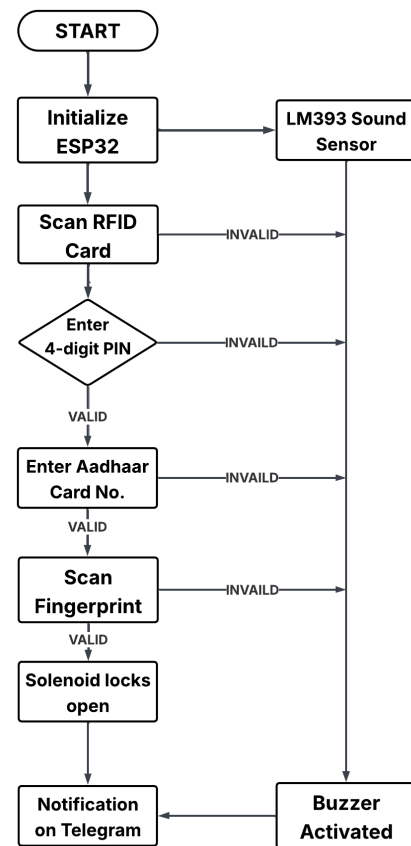 START
Initialize
ESP32
LM393 Sound
Sensor
Scan RFID
Card
INVALID
Enter
4-digit PIN
INVAILD
VALID
Enter Aadhaar
Card No.
INVAILD
VALID
Scan
Fingerprint
INVAILD
VALID
Solenoid locks
open
Notification
on Telegram
Buzzer
Activated